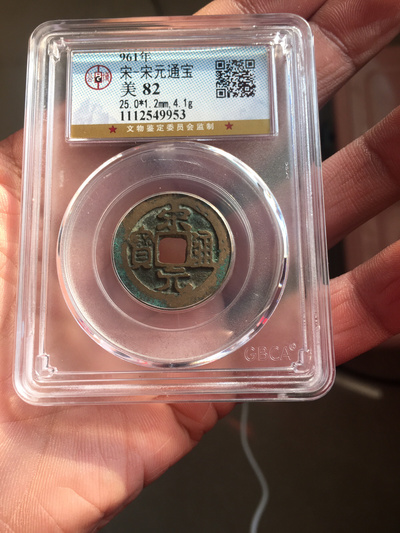 961年
宋·宋元通宝
美 82
25.0*1.2mm,4.1g
1112549953
★ 文物鉴定委员会监制 ★
宋
寶 通
元
GBCA